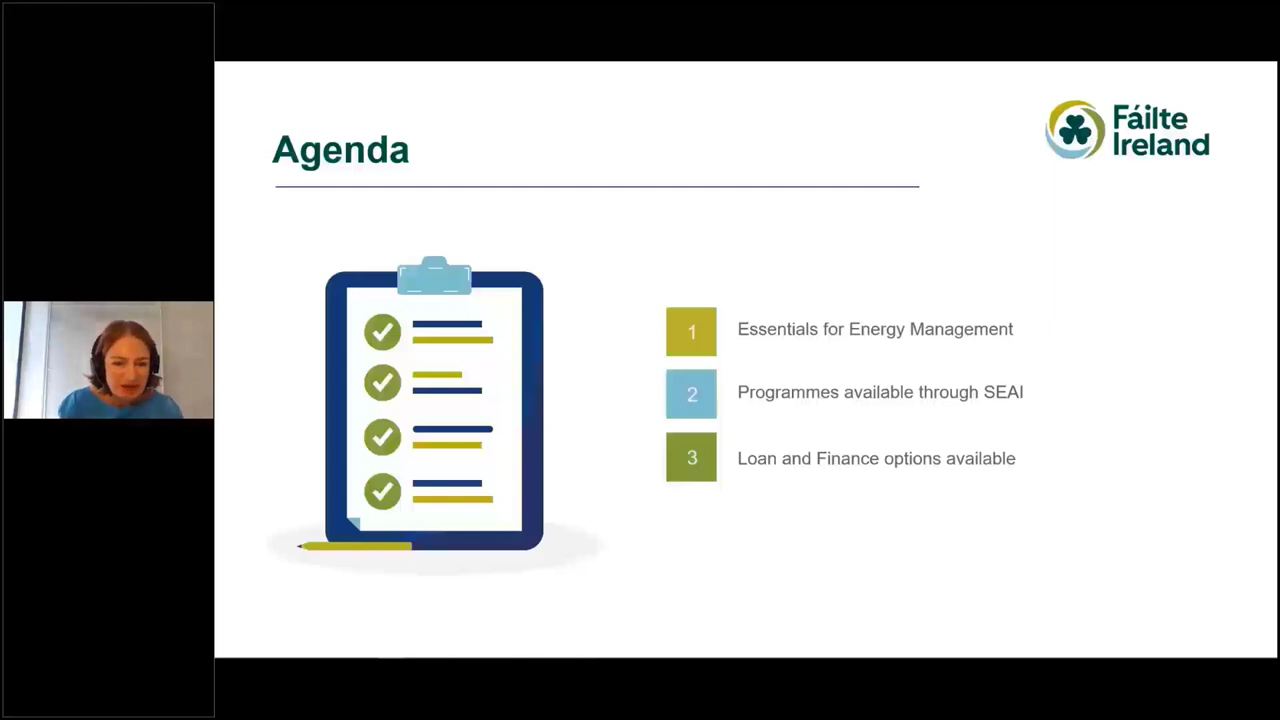 Agenda
Fáilte
Ireland
1 Essentials for Energy Management
2 Programmes available through SEAI
3 Loan and Finance options available